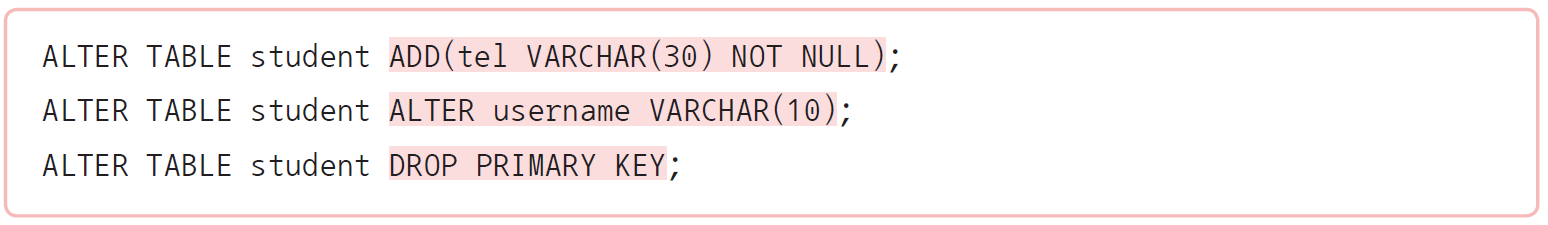 ALTER TABLE student ADD(tel VARCHAR(30) NOT NULL);
ALTER TABLE student ALTER username VARCHAR(10);
ALTER TABLE student DROP PRIMARY KEY;